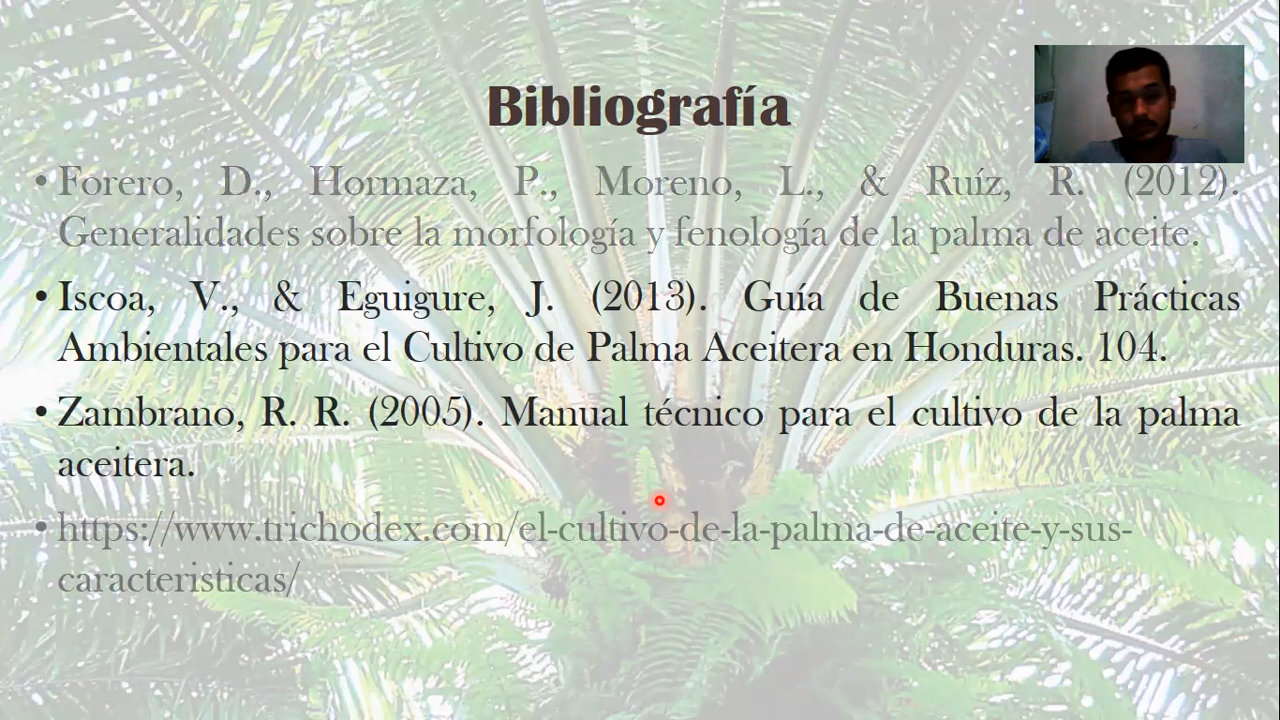 Bibliografía
• Forero, D., Hormaza, P., Moreno, L., & Ruíz, R. (2012).
Generalidades sobre la morfología y fenología de la palma de aceite.
• Iscoa, V., & Eguigure, J. (2013). Guía de Buenas Prácticas
Ambientales para el Cultivo de Palma Aceitera en Honduras. 104.
• Zambrano, R. R. (2005). Manual técnico para el cultivo de la palma
aceitera.
• https://www.trichodex.com/el-cultivo-de-la-palma-de-aceite-y-sus-
caracteristicas/